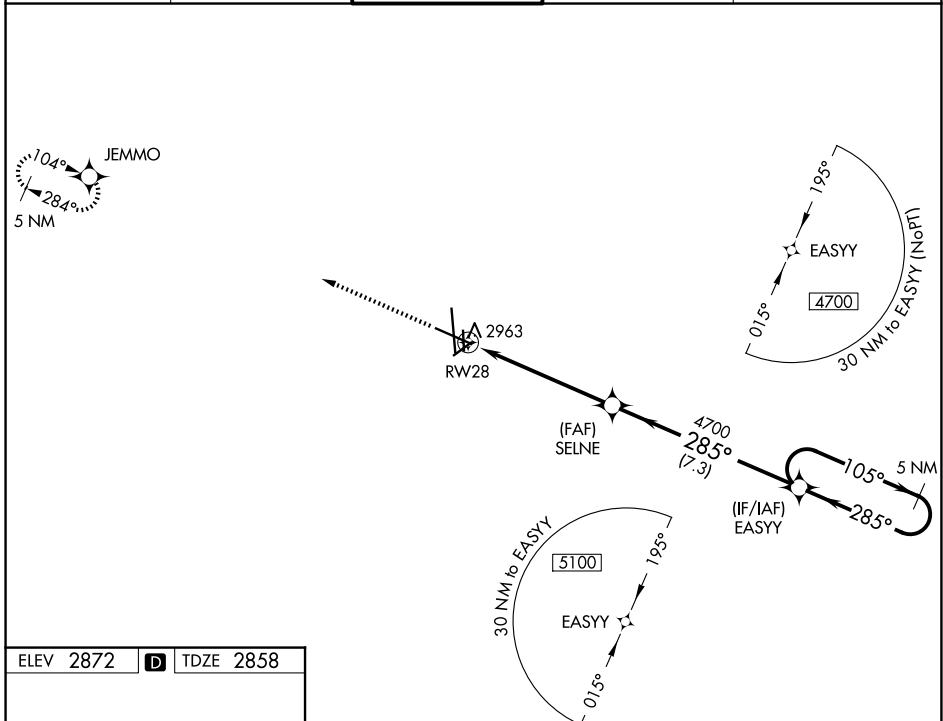 JEMMO
104°
284°
5 NM
195°
EASYY
4700
015°
30 NM to EASYY (NoPT)
2963
RW28
(FAF)
SELNE
4700
285°
(7.3)
105°
5 NM
285°
(IF/IAF)
EASYY
30 NM to EASYY
5100
195°
EASYY
015°
ELEV 2872 D TDZE 2858